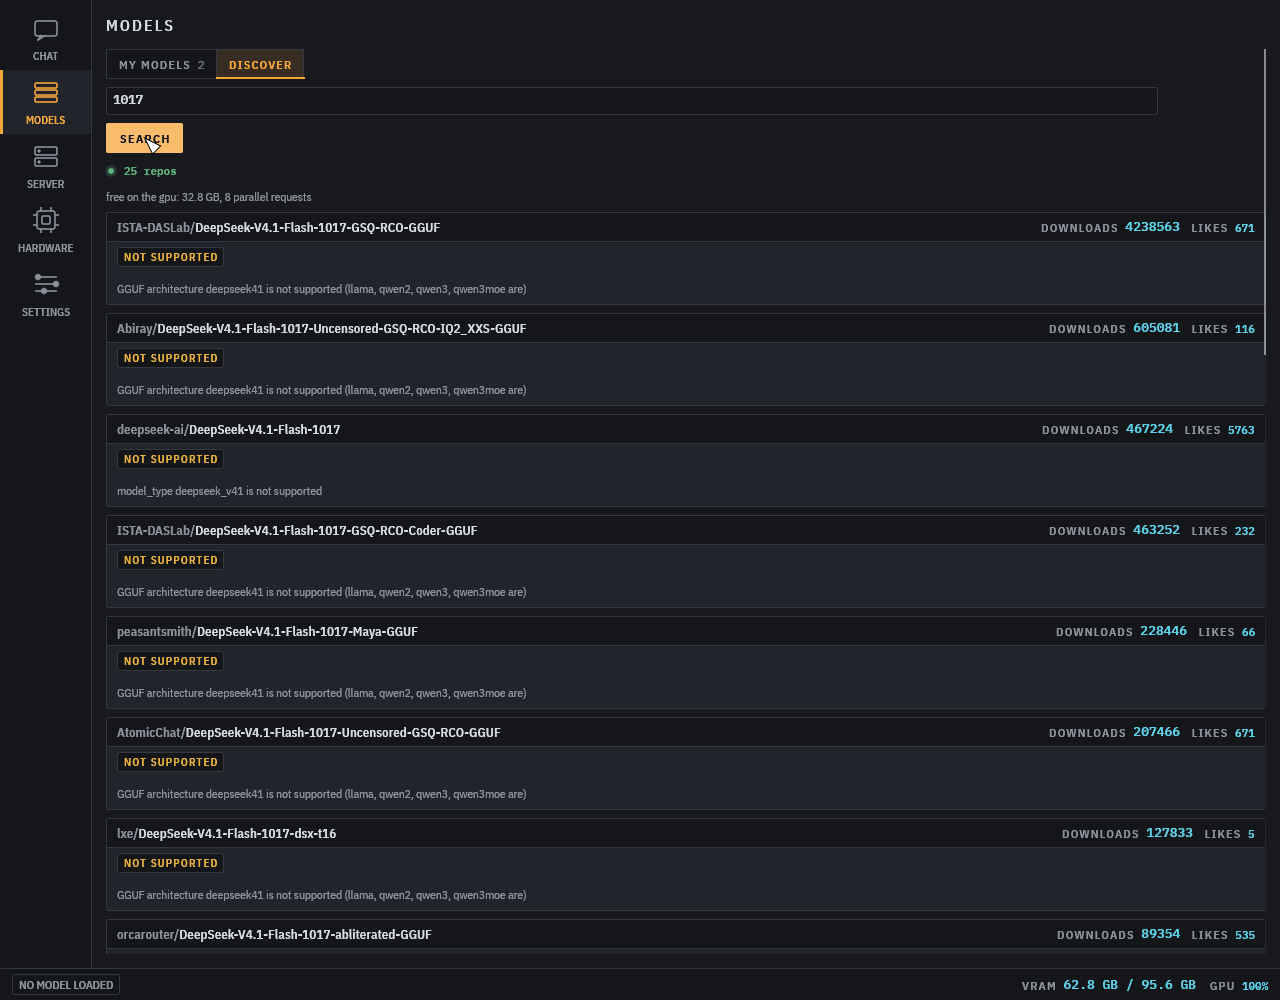 MODELS
CHAT
MODELS
SERVER
HARDWARE
SETTINGS
MY MODELS 2
DISCOVER
1017
SEARCH
25 repos
free on the gpu: 32.8 GB, 8 parallel requests
ISTA-DASLab/DeepSeek-V4.1-Flash-1017-GSQ-RCO-GGUF DOWNLOADS 4238563 LIKES 671
NOT SUPPORTED
GGUF architecture deepseek41 is not supported (llama, qwen2, qwen3, qwen3moe are)
Abiray/DeepSeek-V4.1-Flash-1017-Uncensored-GSQ-RCO-IQ2_XXS-GGUF DOWNLOADS 605081 LIKES 116
NOT SUPPORTED
GGUF architecture deepseek41 is not supported (llama, qwen2, qwen3, qwen3moe are)
deepseek-ai/DeepSeek-V4.1-Flash-1017 DOWNLOADS 467224 LIKES 5763
NOT SUPPORTED
model_type deepseek_v41 is not supported
ISTA-DASLab/DeepSeek-V4.1-Flash-1017-GSQ-RCO-Coder-GGUF DOWNLOADS 463252 LIKES 232
NOT SUPPORTED
GGUF architecture deepseek41 is not supported (llama, qwen2, qwen3, qwen3moe are)
peasantsmith/DeepSeek-V4.1-Flash-1017-Maya-GGUF DOWNLOADS 228446 LIKES 66
NOT SUPPORTED
GGUF architecture deepseek41 is not supported (llama, qwen2, qwen3, qwen3moe are)
AtomicChat/DeepSeek-V4.1-Flash-1017-Uncensored-GSQ-RCO-GGUF DOWNLOADS 207466 LIKES 671
NOT SUPPORTED
GGUF architecture deepseek41 is not supported (llama, qwen2, qwen3, qwen3moe are)
lxe/DeepSeek-V4.1-Flash-1017-dsx-t16 DOWNLOADS 127833 LIKES 5
NOT SUPPORTED
GGUF architecture deepseek41 is not supported (llama, qwen2, qwen3, qwen3moe are)
orcarouter/DeepSeek-V4.1-Flash-1017-abliterated-GGUF DOWNLOADS 89354 LIKES 535
NO MODEL LOADED
VRAM 62.8 GB / 95.6 GB GPU 100%